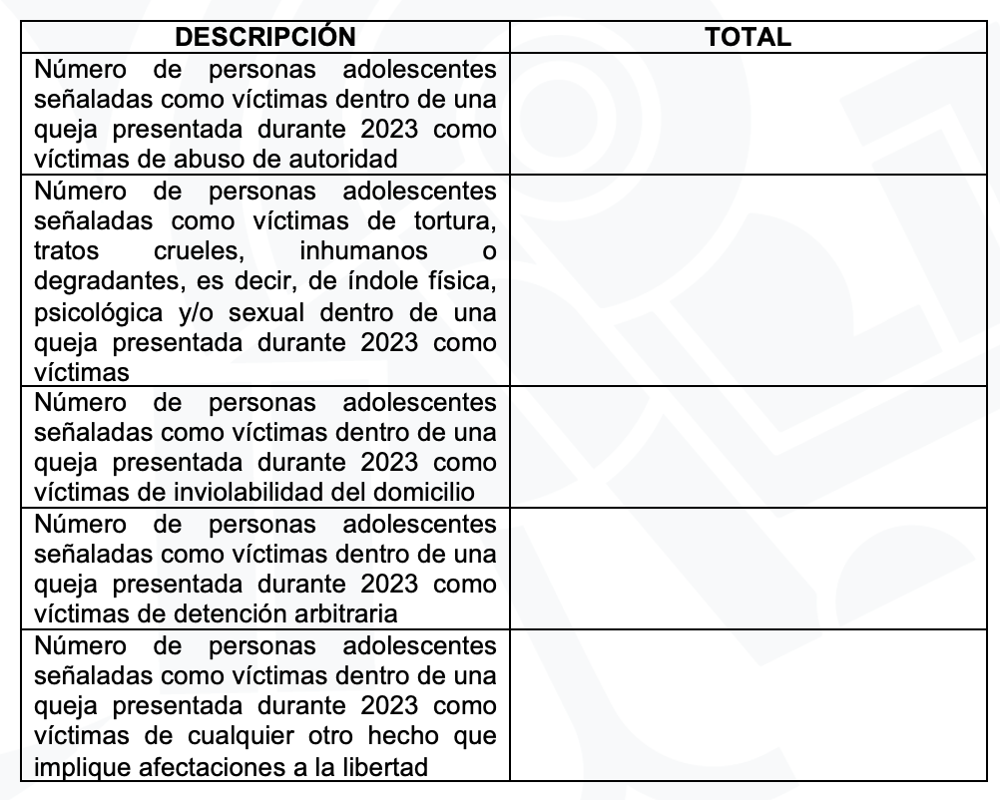 DESCRIPCIÓN TOTAL
Número de personas adolescentes
señaladas como víctimas dentro de una
queja presentada durante 2023 como
víctimas de abuso de autoridad
Número de personas adolescentes
señaladas como víctimas de tortura,
tratos crueles, inhumanos o
degradantes, es decir, de índole física,
psicológica y/o sexual dentro de una
queja presentada durante 2023 como
víctimas
Número de personas adolescentes
señaladas como víctimas dentro de una
queja presentada durante 2023 como
víctimas de inviolabilidad del domicilio
Número de personas adolescentes
señaladas como víctimas dentro de una
queja presentada durante 2023 como
víctimas de detención arbitraria
Número de personas adolescentes
señaladas como víctimas dentro de una
queja presentada durante 2023 como
víctimas de cualquier otro hecho que
implique afectaciones a la libertad